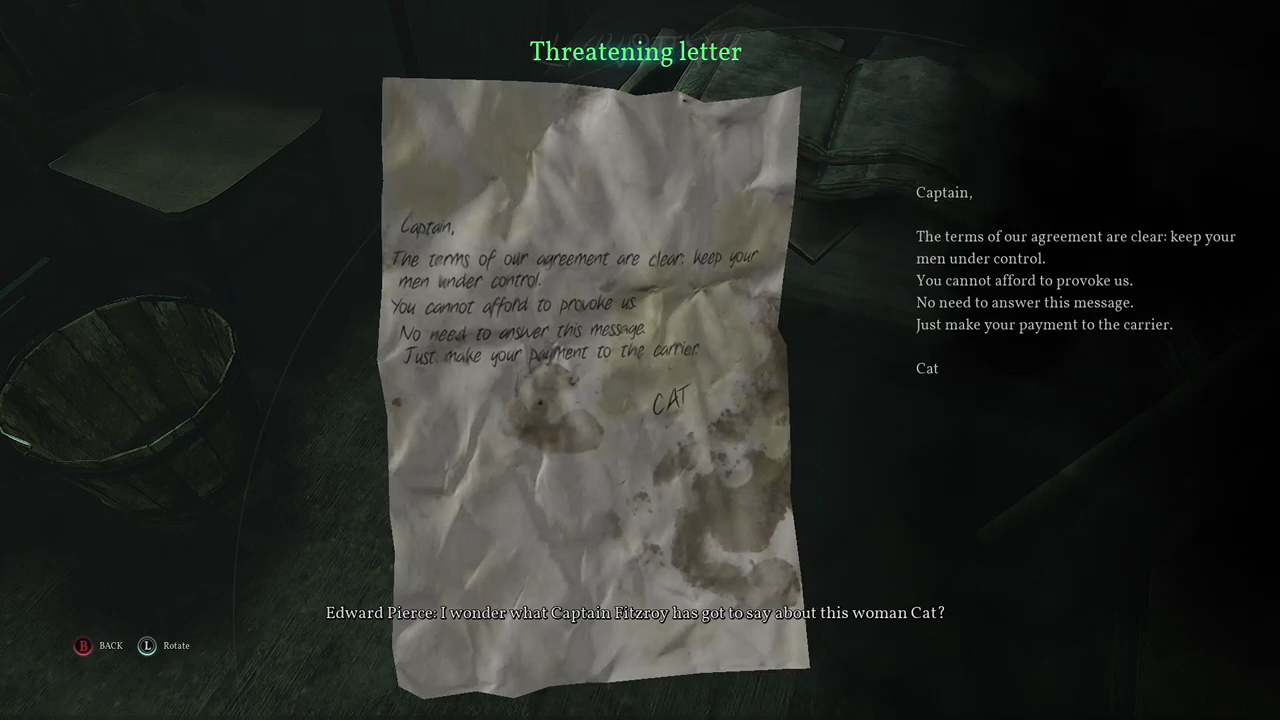 Threatening letter
Captain,
The terms of our agreement are clear: keep your
men under control.
You cannot afford to provoke us
No need to answer this message.
Just make your payment to the carrier.
CAT
Captain,
The terms of our agreement are clear: keep your
men under control.
You cannot afford to provoke us.
No need to answer this message.
Just make your payment to the carrier.
Cat
Edward Pierce: I wonder what Captain Fitzroy has got to say about this woman Cat?
B BACK L Rotate